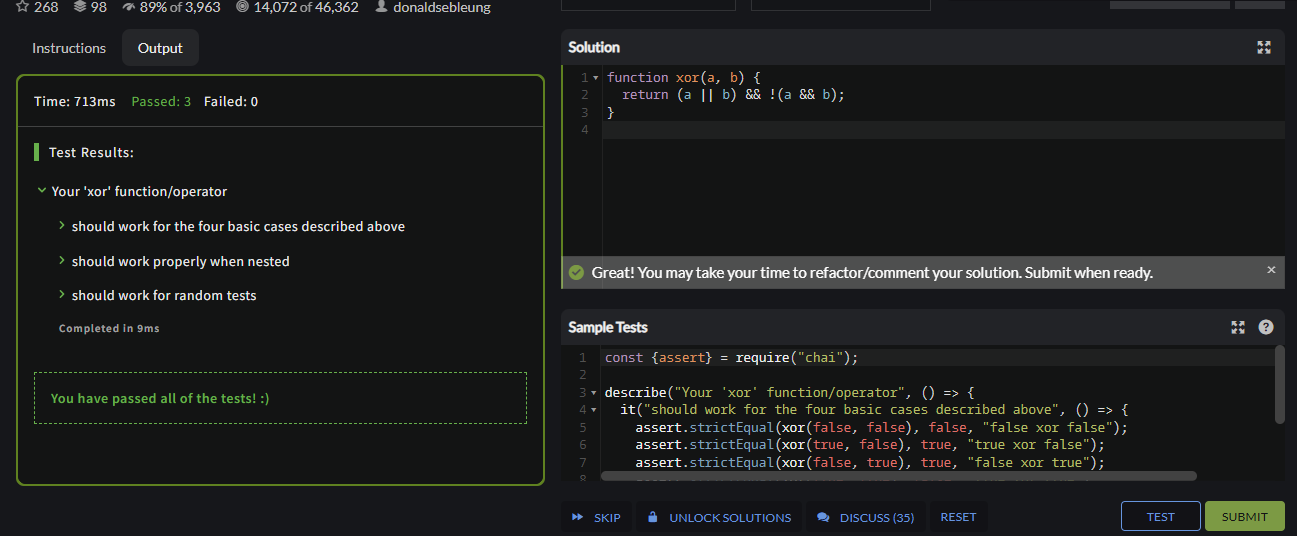 268 98 89% of 3,963 14,072 of 46,362 donaldsebleung
Instructions Output
Time: 713ms Passed: 3 Failed: 0
Test Results:
Your 'xor' function/operator
should work for the four basic cases described above
should work properly when nested
should work for random tests
Completed in 9ms
You have passed all of the tests! :)
Solution
1 function xor(a, b) {
2 return (a || b) && !(a && b);
3 }
4
Great! You may take your time to refactor/comment your solution. Submit when ready.
Sample Tests
1 const {assert} = require("chai");
2
3 describe("Your 'xor' function/operator", () => {
4 it("should work for the four basic cases described above", () => {
5 assert.strictEqual(xor(false, false), false, "false xor false");
6 assert.strictEqual(xor(true, false), true, "true xor false");
7 assert.strictEqual(xor(false, true), true, "false xor true");
SKIP UNLOCK SOLUTIONS DISCUSS (35) RESET TEST SUBMIT